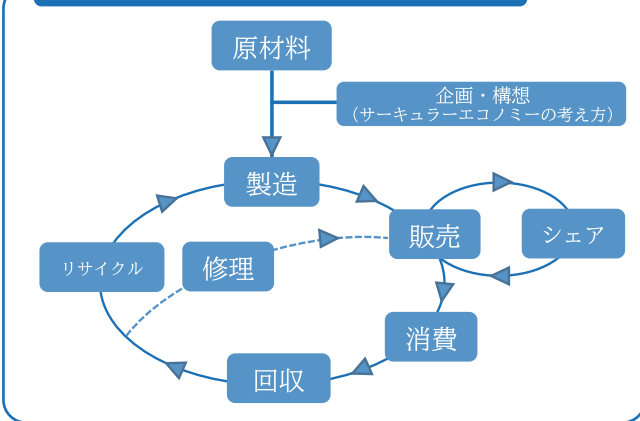 原材料
企画・構想
（サーキュラーエコノミーの考え方）
製造
販売
シェア
リサイクル
修理
消費
回収